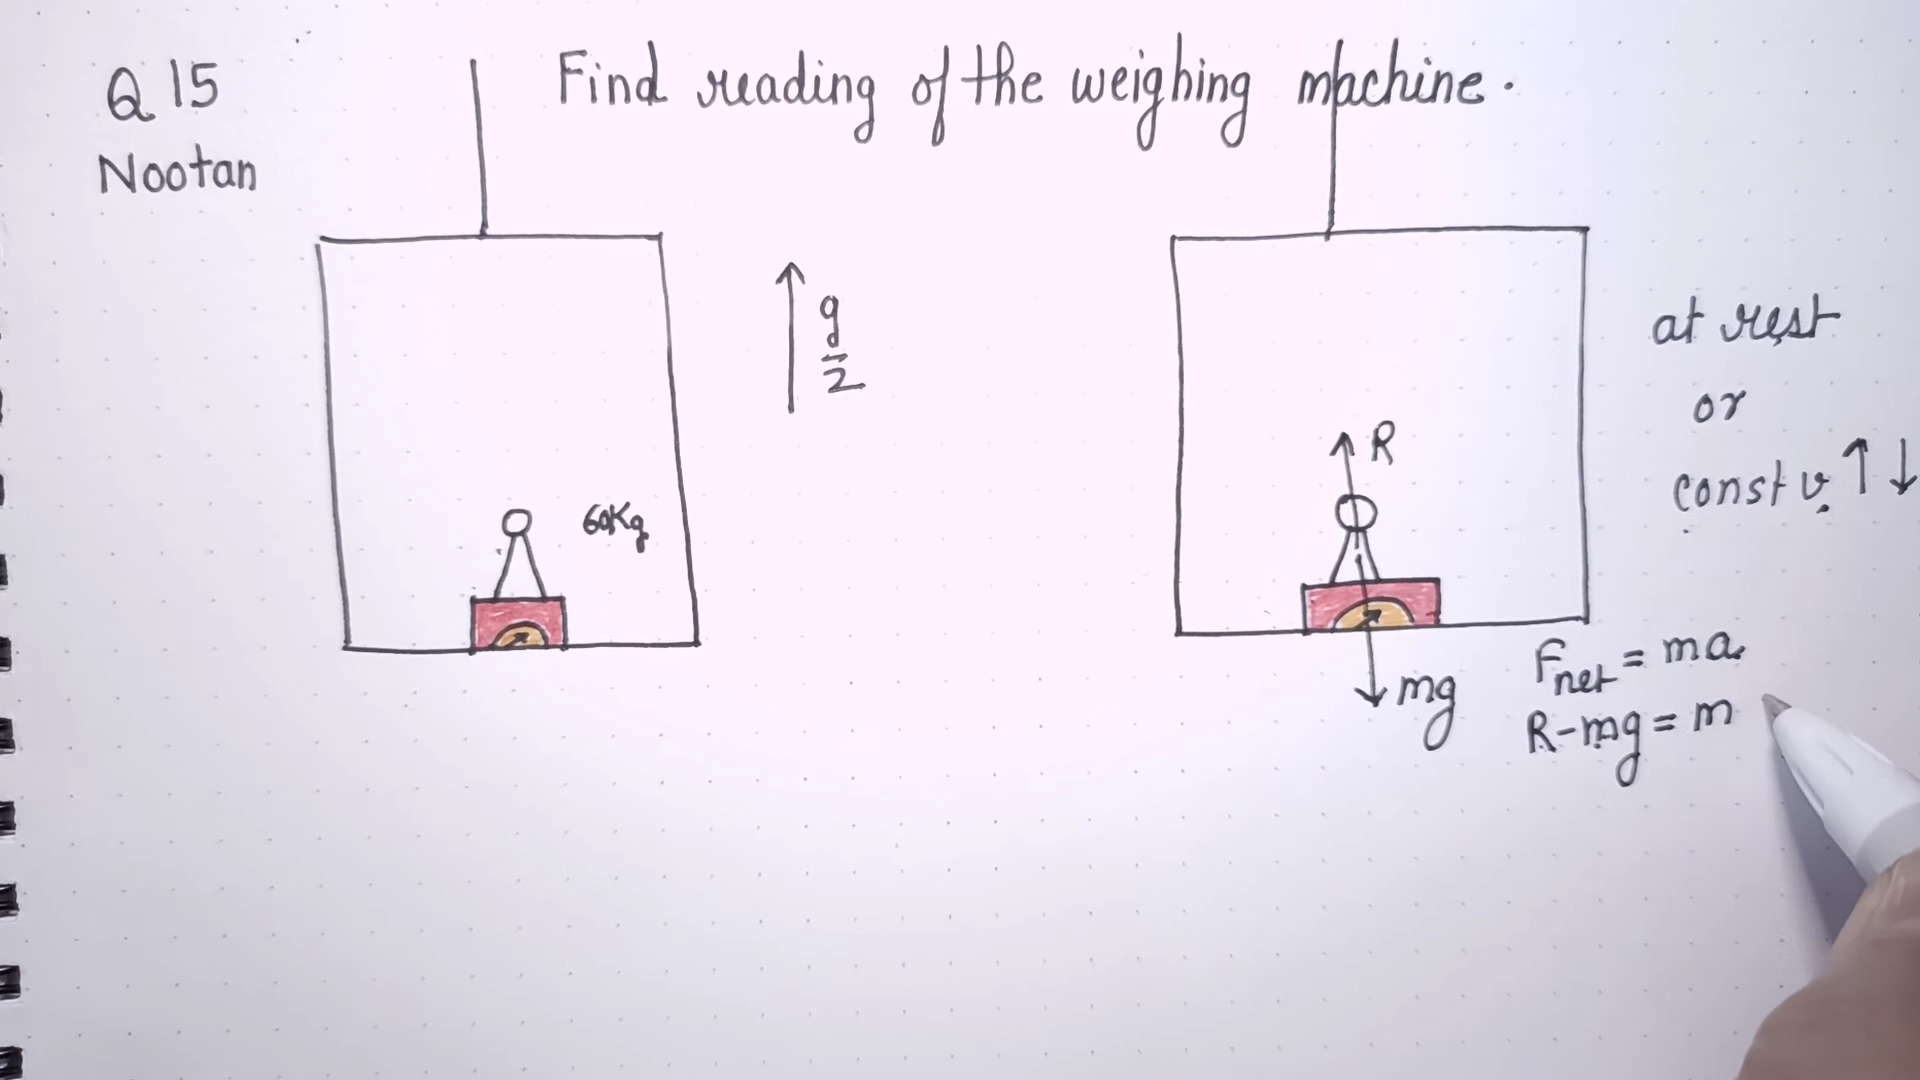 Q 15
Nootan
Find reading of the weighing machine.
g/2
60Kg
at rest
or
const v ↑↓
R
mg
Fnet = ma
R-mg = m